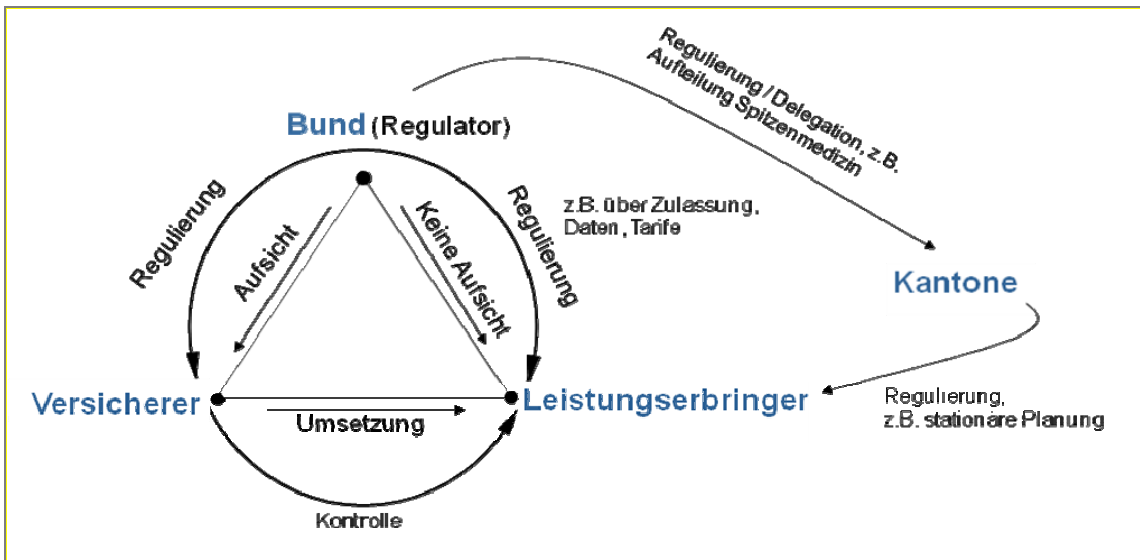 Regulierung / Delegation, z.B.
Aufteilung Spitzenmedizin
Bund (Regulator)
Regulierung
Aufsicht
Keine Aufsicht
Regulierung
z.B. über Zulassung,
Daten, Tarife
Kantone
Versicherer
Leistungserbringer
Umsetzung
Regulierung,
z.B. stationäre Planung
Kontrolle